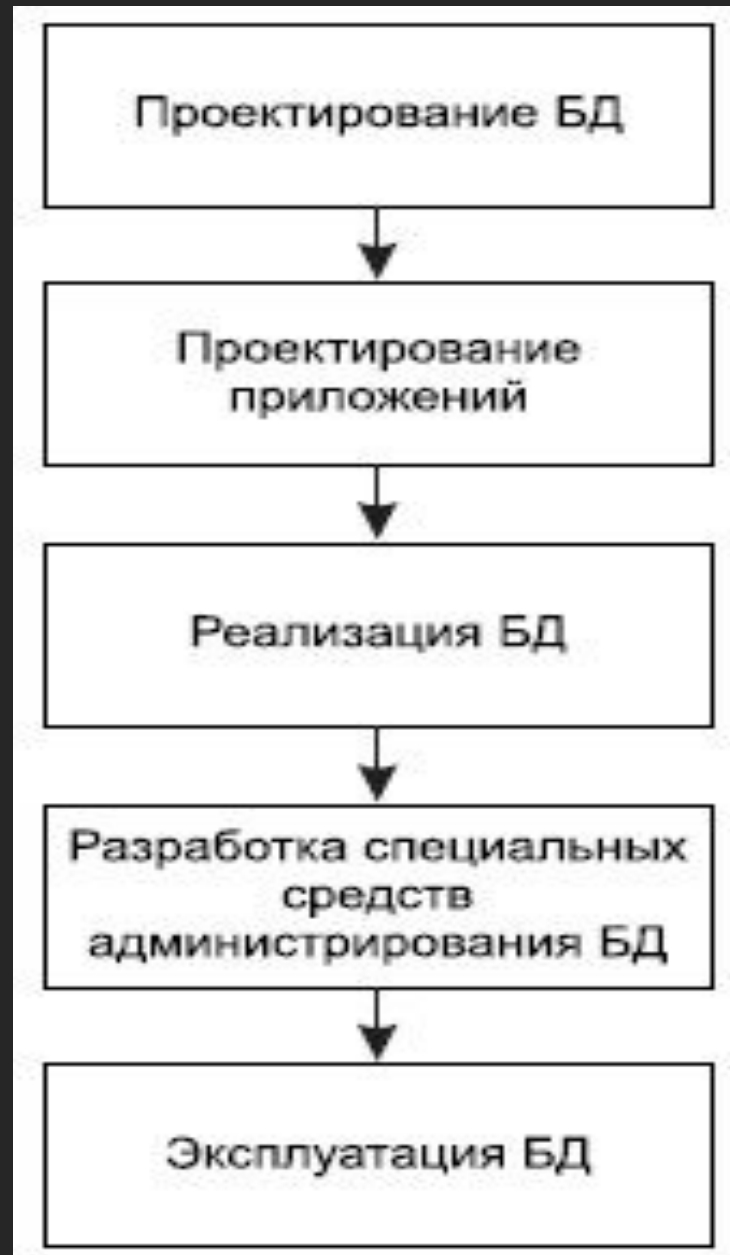 Проектирование БД
Проектирование
приложений
Реализация БД
Разработка специальных
средств
администрирования БД
Эксплуатация БД